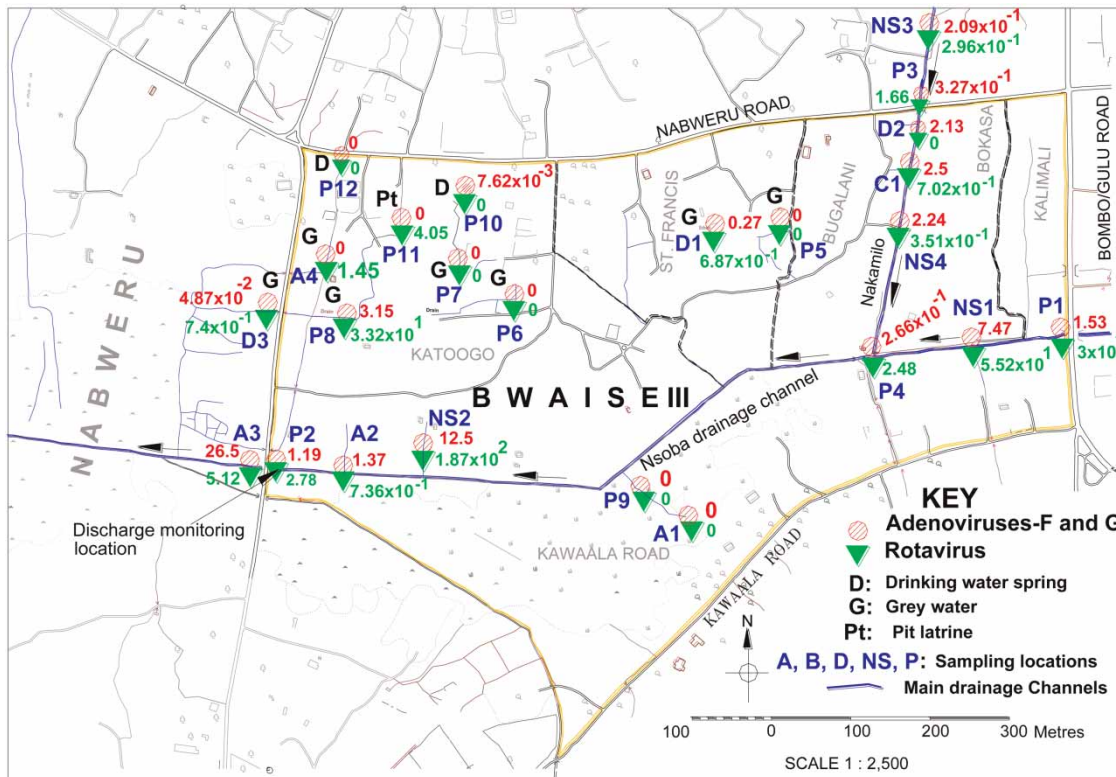 NS3
2.09x10-1
2.96x10-1
P3
3.27x10-1
1.66
NABWERU ROAD
BOMBO/GULU ROAD
D2
2.13
0
BOKASA
KALIMALI
C1
2.5
7.02x10-1
2.24
3.51x10-1
NS4
Nakamilo
BUGALANI
ST. FRANCIS
D
0
0
P12
D
7.62x10-3
0
P10
Pt
0
4.05
P11
G
0
1.45
A4
G
0
0
P7
G
0
0
P6
G
0.27
D1
6.87x10-1
G
0
0
P5
4.87x10-2
G
7.4x10-1
D3
G
Drain
3.15
3.32x101
P8
Drain
KATOOGO
NABWERU
BWAISE III
2.66x10-1
2.48
P4
NS1
7.47
5.52x101
P1
1.53
3x10
Nsoba drainage channel
A3
26.5
5.12
P2
1.19
2.78
A2
1.37
7.36x10-1
NS2
12.5
1.87x102
P9
0
0
A1
0
0
Discharge monitoring
location
KAWAALA ROAD
KAWAALA ROAD
KEY
Adenoviruses-F and G
Rotavirus
D: Drinking water spring
G: Grey water
Pt: Pit latrine
A, B, D, NS, P: Sampling locations
Main drainage Channels
N
100 0 100 200 300 Metres
SCALE 1 : 2,500